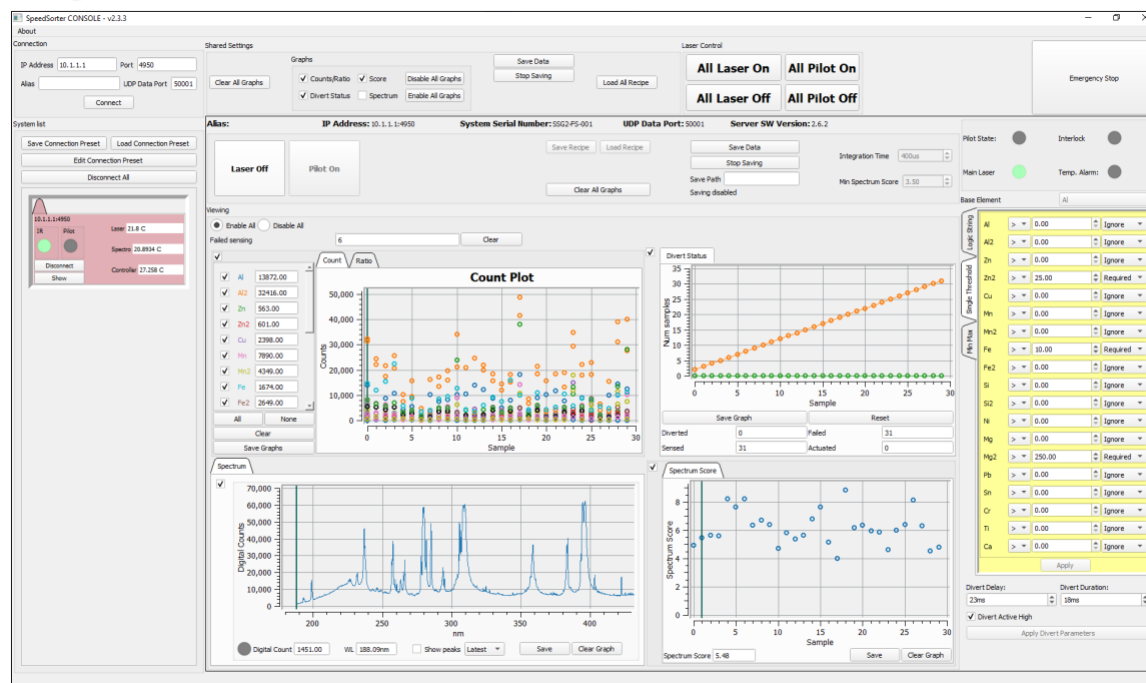 SpeedSorter CONSOLE - v2.3.3
About
Connection
IP Address 10.1.1.1 Port 4950
Alias UDP Data Port 50001
Connect
System list
Save Connection Preset Load Connection Preset
Edit Connection Preset
Disconnect All
10.1.1.1:4950
IR Pilot Laser 21.8 C
Spectro 20.8934 C
Disconnect Controller 27.258 C
Show
Shared Settings
Clear All Graphs
Graphs
Counts/Ratio Score Disable All Graphs
Divert Status Spectrum Enable All Graphs
Save Data
Stop Saving
Load All Recipe
Laser Control
All Laser On All Pilot On
All Laser Off All Pilot Off
Emergency Stop
Alias: IP Address: 10.1.1.1:4950 System Serial Number: SSG2-FS-001 UDP Data Port: 50001 Server SW Version: 2.6.2
Laser Off Pilot On
Save Recipe Load Recipe
Clear All Graphs
Save Data
Stop Saving
Save Path
Saving disabled
Integration Time 400us
Min Spectrum Score 3.50
Viewing
Enable All Disable All
Failed sensing 6 Clear
Al 13872.00
Al2 32416.00
Zn 563.00
Zn2 601.00
Cu 2398.00
Mn 7890.00
Mn2 4349.00
Fe 1674.00
Fe2 2649.00
All None
Clear
Save Graphs
Count Ratio
Count Plot
Counts
50,000
40,000
30,000
20,000
10,000
0
0 5 10 15 20 25 30
Sample
Divert Status
Num samples
35
30
25
20
15
10
5
0
0 5 10 15 20 25 30
Sample
Save Graph Reset
Diverted 0 Failed 31
Sensed 31 Actuated 0
Spectrum
Digital Counts
70,000
60,000
50,000
40,000
30,000
20,000
10,000
0
200 250 300 350 400
nm
Digital Count 1451.00 WL 188.09nm Show peaks Latest Save Clear Graph
Spectrum Score
Spectrum Score
8
6
4
2
0
0 5 10 15 20 25 30
Sample
Spectrum Score 5.48 Save Clear Graph
Pilot State: Interlock
Main Laser Temp. Alarm:
Base Element Al
Logic String
Single Threshold
Min Max
Al > 0.00 Ignore
Al2 > 0.00 Ignore
Zn > 0.00 Ignore
Zn2 > 25.00 Required
Cu > 0.00 Ignore
Mn > 0.00 Ignore
Mn2 > 0.00 Ignore
Fe > 10.00 Required
Fe2 > 0.00 Ignore
Si > 0.00 Ignore
Si2 > 0.00 Ignore
Ni > 0.00 Ignore
Mg > 0.00 Ignore
Mg2 > 250.00 Required
Pb > 0.00 Ignore
Sn > 0.00 Ignore
Cr > 0.00 Ignore
Ti > 0.00 Ignore
Ca > 0.00 Ignore
Apply
Divert Delay: Divert Duration:
23ms 18ms
Divert Active High
Apply Divert Parameters